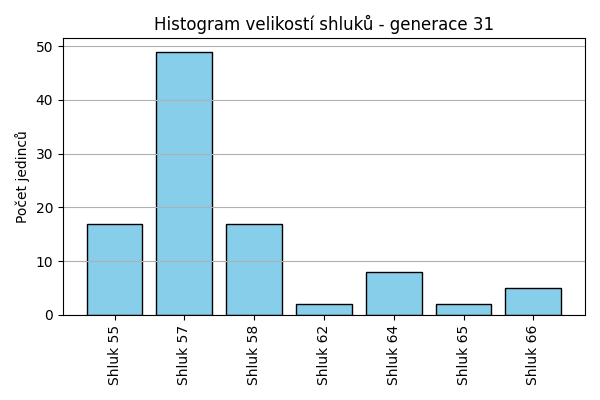 Histogram velikostí shluků - generace 31
Počet jedinců
50
40
30
20
10
0
Shluk 55
Shluk 57
Shluk 58
Shluk 62
Shluk 64
Shluk 65
Shluk 66